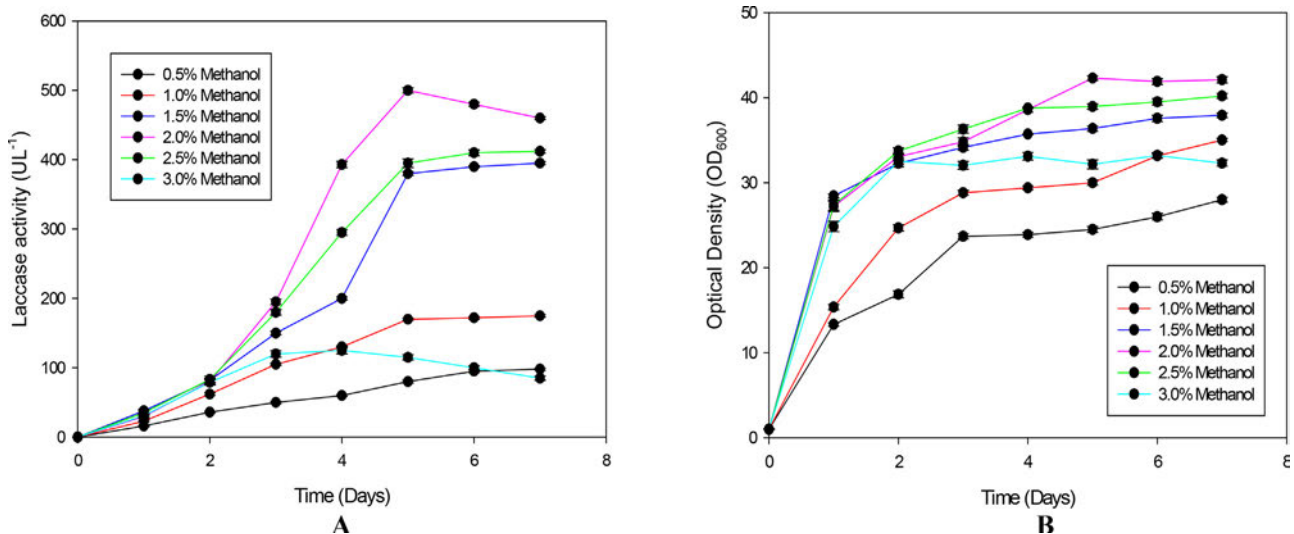 600
500
400
300
200
100
0
Laccase activity (UL⁻¹)
0.5% Methanol
1.0% Methanol
1.5% Methanol
2.0% Methanol
2.5% Methanol
3.0% Methanol
0 2 4 6 8
Time (Days)
A
50
40
30
20
10
0
Optical Density (OD₆₀₀)
0.5% Methanol
1.0% Methanol
1.5% Methanol
2.0% Methanol
2.5% Methanol
3.0% Methanol
0 2 4 6 8
Time (Days)
B